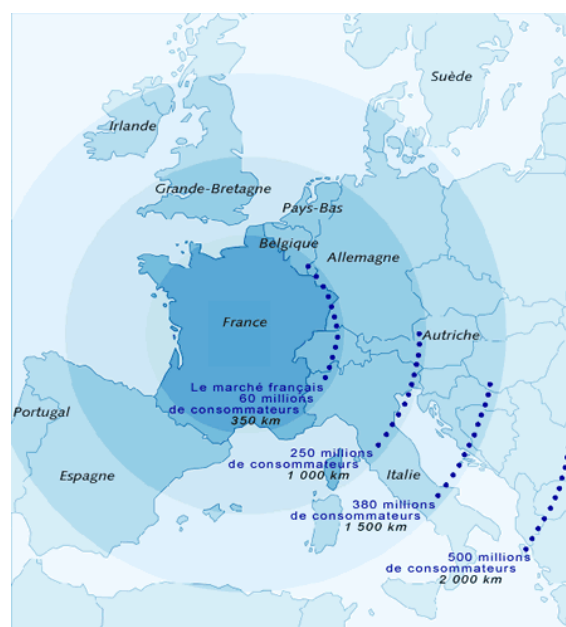 Suède
Irlande
Grande-Bretagne
Pays-Bas
Belgique
Allemagne
France
Autriche
Le marché français
60 millions
de consommateurs
350 km
Portugal
250 millions
de consommateurs
1 000 km
Espagne
Italie
380 millions
de consommateurs
1 500 km
500 millions
de consommateurs
2 000 km